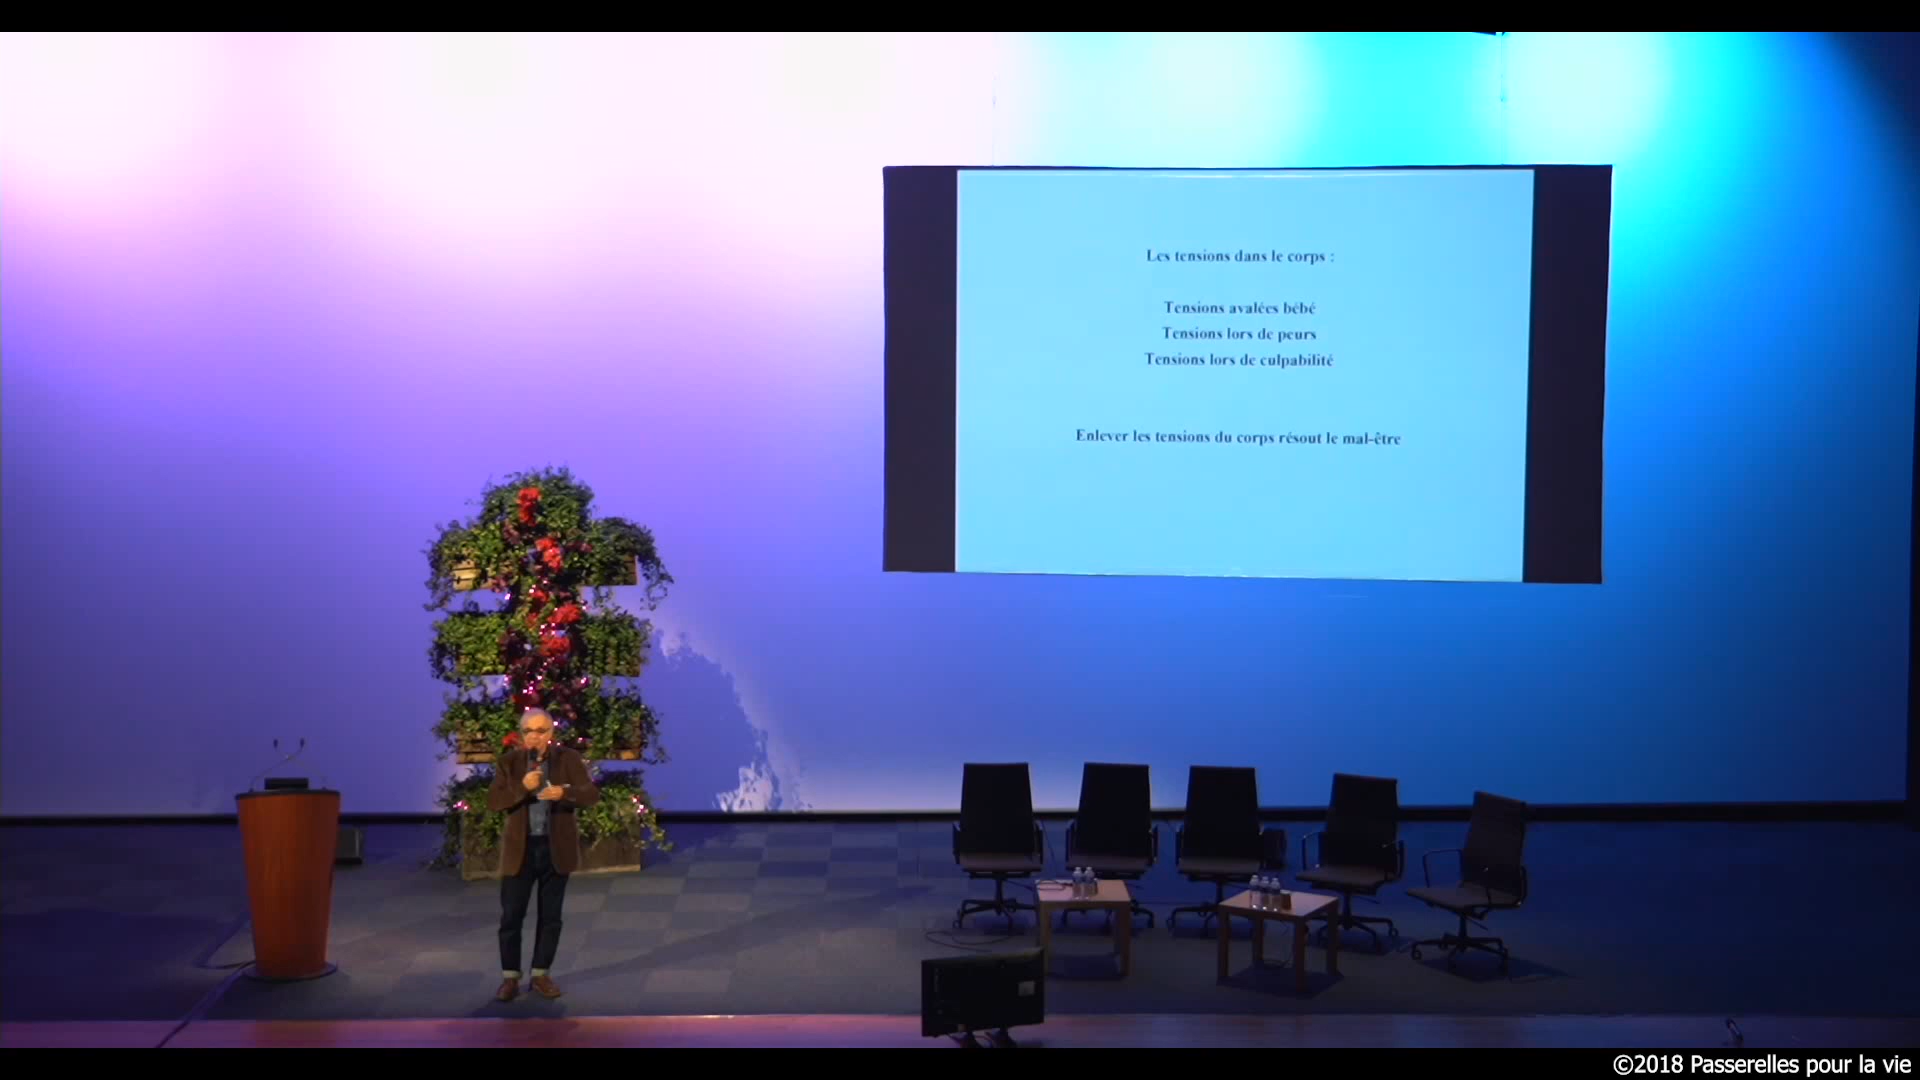 Les tensions dans le corps :
Tensions avalées bébé
Tensions lors de peurs
Tensions lors de culpabilité
Enlever les tensions du corps résout le mal-être
©2018 Passerelles pour la vie